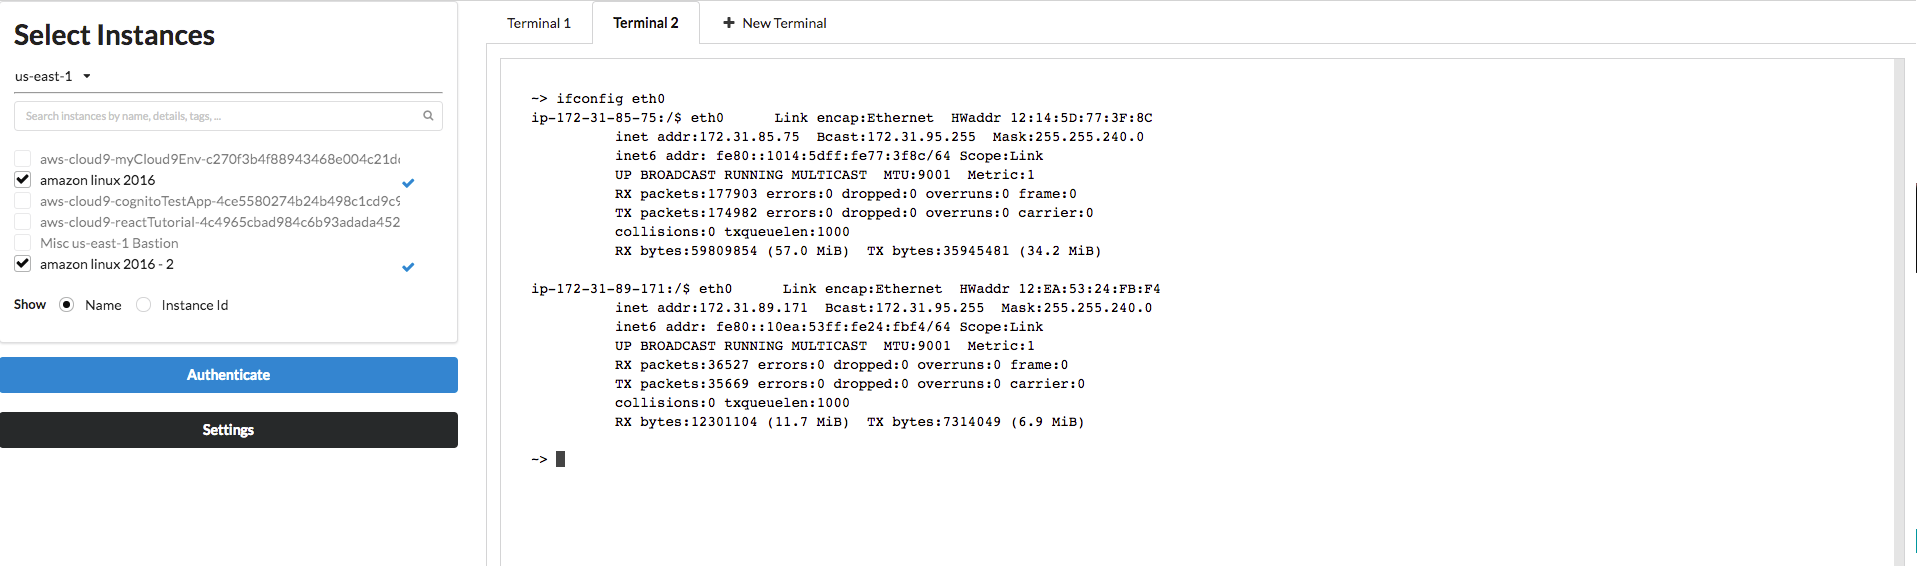 Select Instances
us-east-1
Search instances by name, details, tags, ...
aws-cloud9-myCloud9Env-c270f3b4f88943468e004c21d
amazon linux 2016
aws-cloud9-cognitoTestApp-4ce5580274b24b498c1cd9c9
aws-cloud9-reactTutorial-4c4965cbad984c6b93adada452
Misc us-east-1 Bastion
amazon linux 2016 - 2
Show Name Instance Id
Authenticate
Settings
Terminal 1 Terminal 2 + New Terminal
~> ifconfig eth0
ip-172-31-85-75:/$ eth0      Link encap:Ethernet  HWaddr 12:14:5D:77:3F:8C
          inet addr:172.31.85.75  Bcast:172.31.95.255  Mask:255.255.240.0
          inet6 addr: fe80::1014:5dff:fe77:3f8c/64 Scope:Link
          UP BROADCAST RUNNING MULTICAST  MTU:9001  Metric:1
          RX packets:177903 errors:0 dropped:0 overruns:0 frame:0
          TX packets:174982 errors:0 dropped:0 overruns:0 carrier:0
          collisions:0 txqueuelen:1000
          RX bytes:59809854 (57.0 MiB)  TX bytes:35945481 (34.2 MiB)
ip-172-31-89-171:/$ eth0      Link encap:Ethernet  HWaddr 12:EA:53:24:FB:F4
          inet addr:172.31.89.171  Bcast:172.31.95.255  Mask:255.255.240.0
          inet6 addr: fe80::10ea:53ff:fe24:fbf4/64 Scope:Link
          UP BROADCAST RUNNING MULTICAST  MTU:9001  Metric:1
          RX packets:36527 errors:0 dropped:0 overruns:0 frame:0
          TX packets:35669 errors:0 dropped:0 overruns:0 carrier:0
          collisions:0 txqueuelen:1000
          RX bytes:12301104 (11.7 MiB)  TX bytes:7314049 (6.9 MiB)
~>